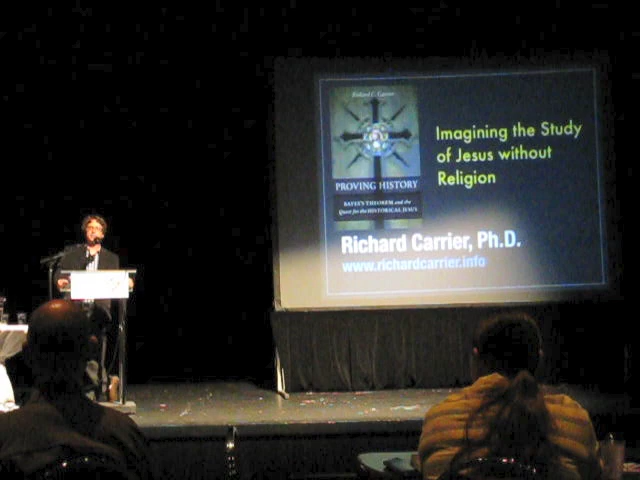 Richard C. Carrier
PROVING HISTORY
BAYES'S THEOREM and the
Quest for the HISTORICAL JESUS
Imagining the Study
of Jesus without
Religion
Richard Carrier, Ph.D.
www.richardcarrier.info